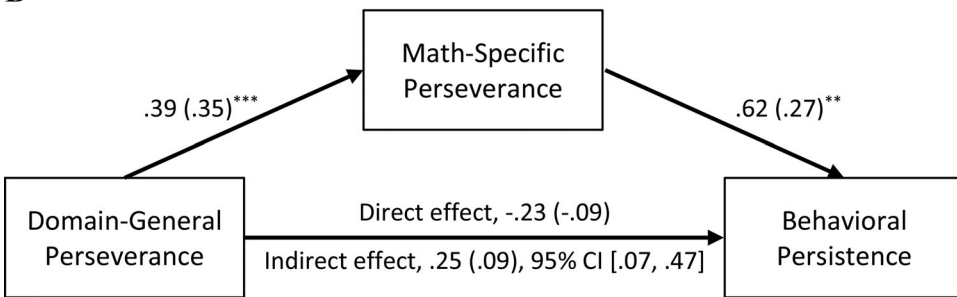 Math-Specific
Perseverance
.39 (.35)***
.62 (.27)**
Domain-General
Perseverance
Direct effect, -.23 (-.09)
Indirect effect, .25 (.09), 95% CI [.07, .47]
Behavioral
Persistence